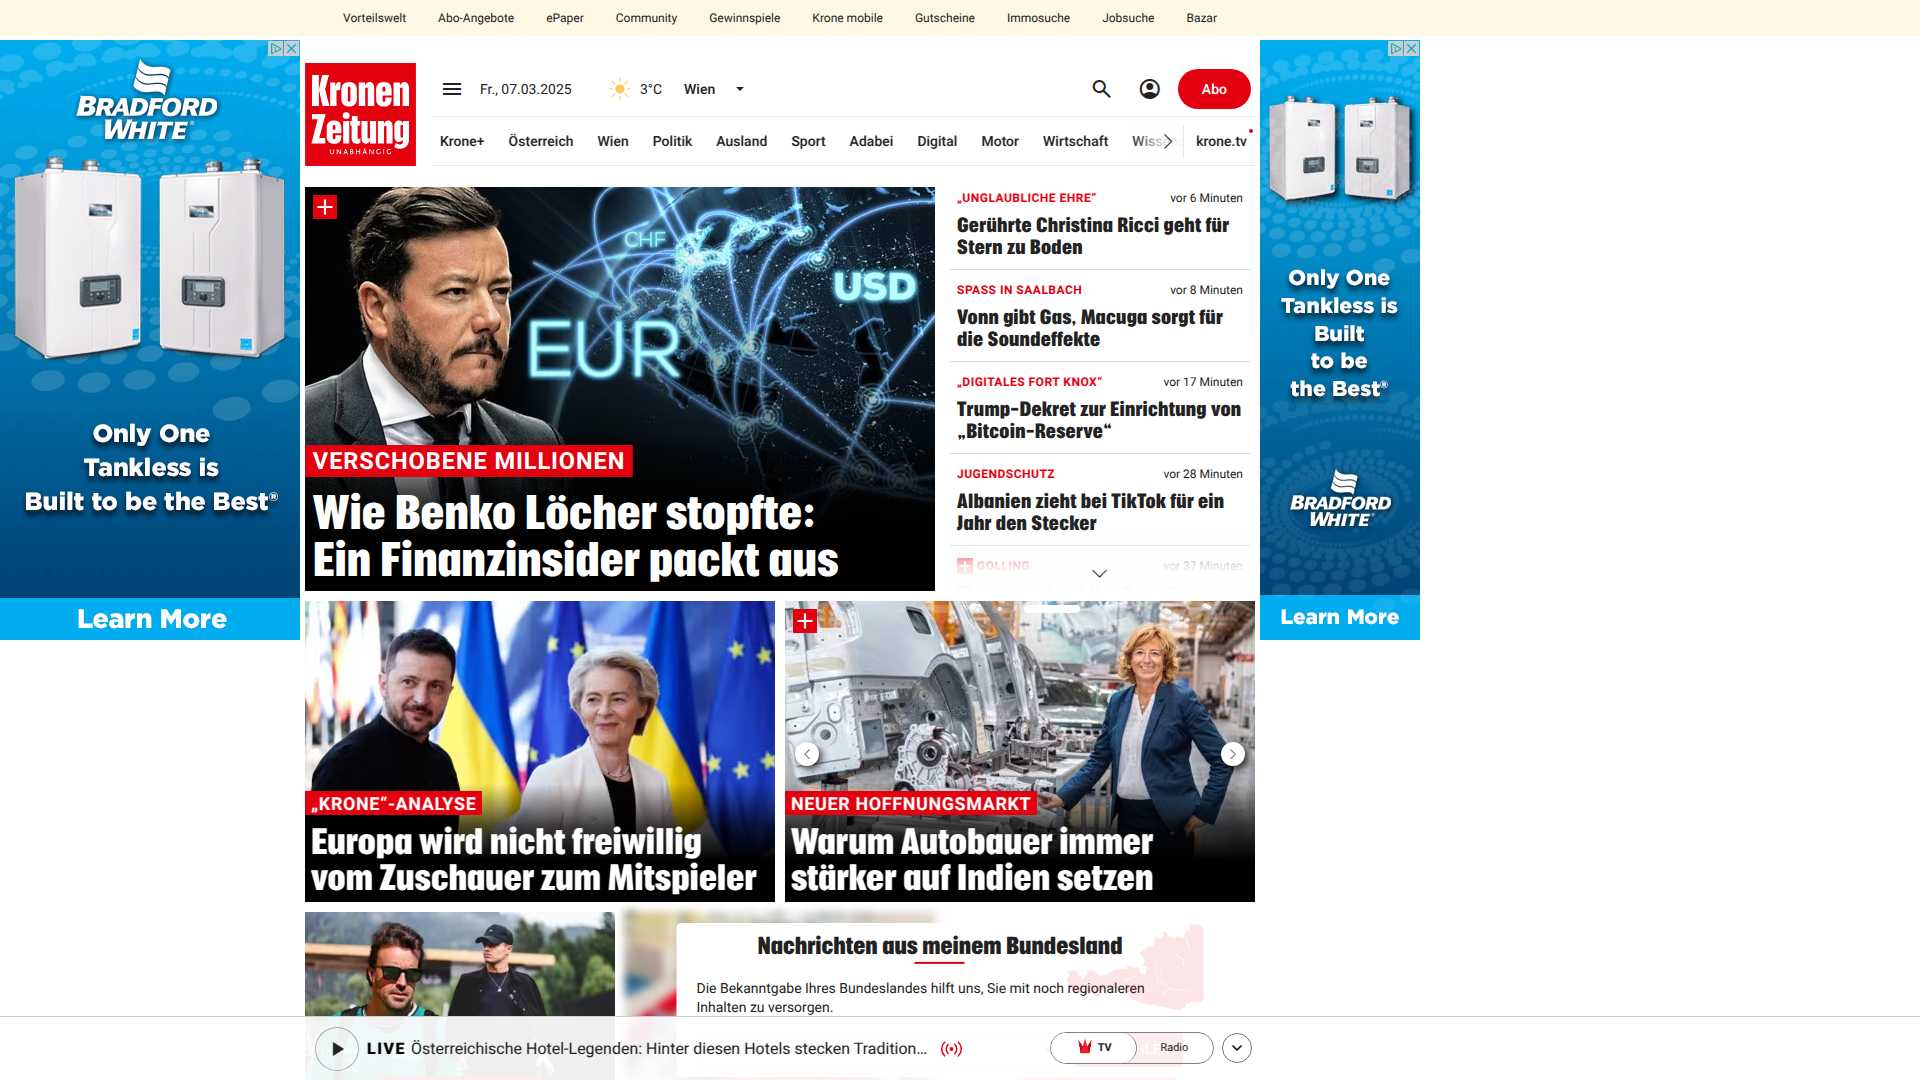 Vorteilswelt Abo-Angebote ePaper Community Gewinnspiele Krone mobile Gutscheine Immosuche Jobsuche Bazar
BRADFORD
WHITE
Only One
Tankless is
Built to be the Best®
Learn More
Kronen
Zeitung
UNABHÄNGIG
Fr., 07.03.2025 3°C Wien
Abo
Krone+ Österreich Wien Politik Ausland Sport Adabei Digital Motor Wirtschaft krone.tv
CHF
USD
EUR
VERSCHOBENE MILLIONEN
Wie Benko Löcher stopfte:
Ein Finanzinsider packt aus
„UNGLAUBLICHE EHRE“ vor 6 Minuten
Gerührte Christina Ricci geht für
Stern zu Boden
SPASS IN SAALBACH vor 8 Minuten
Vonn gibt Gas, Macuga sorgt für
die Soundeffekte
„DIGITALES FORT KNOX“ vor 17 Minuten
Trump-Dekret zur Einrichtung von
„Bitcoin-Reserve“
JUGENDSCHUTZ vor 28 Minuten
Albanien zieht bei TikTok für ein
Jahr den Stecker
GOLLING vor 37 Minuten
„KRONE“-ANALYSE
Europa wird nicht freiwillig
vom Zuschauer zum Mitspieler
NEUER HOFFNUNGSMARKT
Warum Autobauer immer
stärker auf Indien setzen
Nachrichten aus meinem Bundesland
Die Bekanntgabe Ihres Bundeslandes hilft uns, Sie mit noch regionaleren
Inhalten zu versorgen.
LIVE Österreichische Hotel-Legenden: Hinter diesen Hotels stecken Tradition...
TV Radio
Only One
Tankless is
Built
to be
the Best®
BRADFORD
WHITE
Learn More